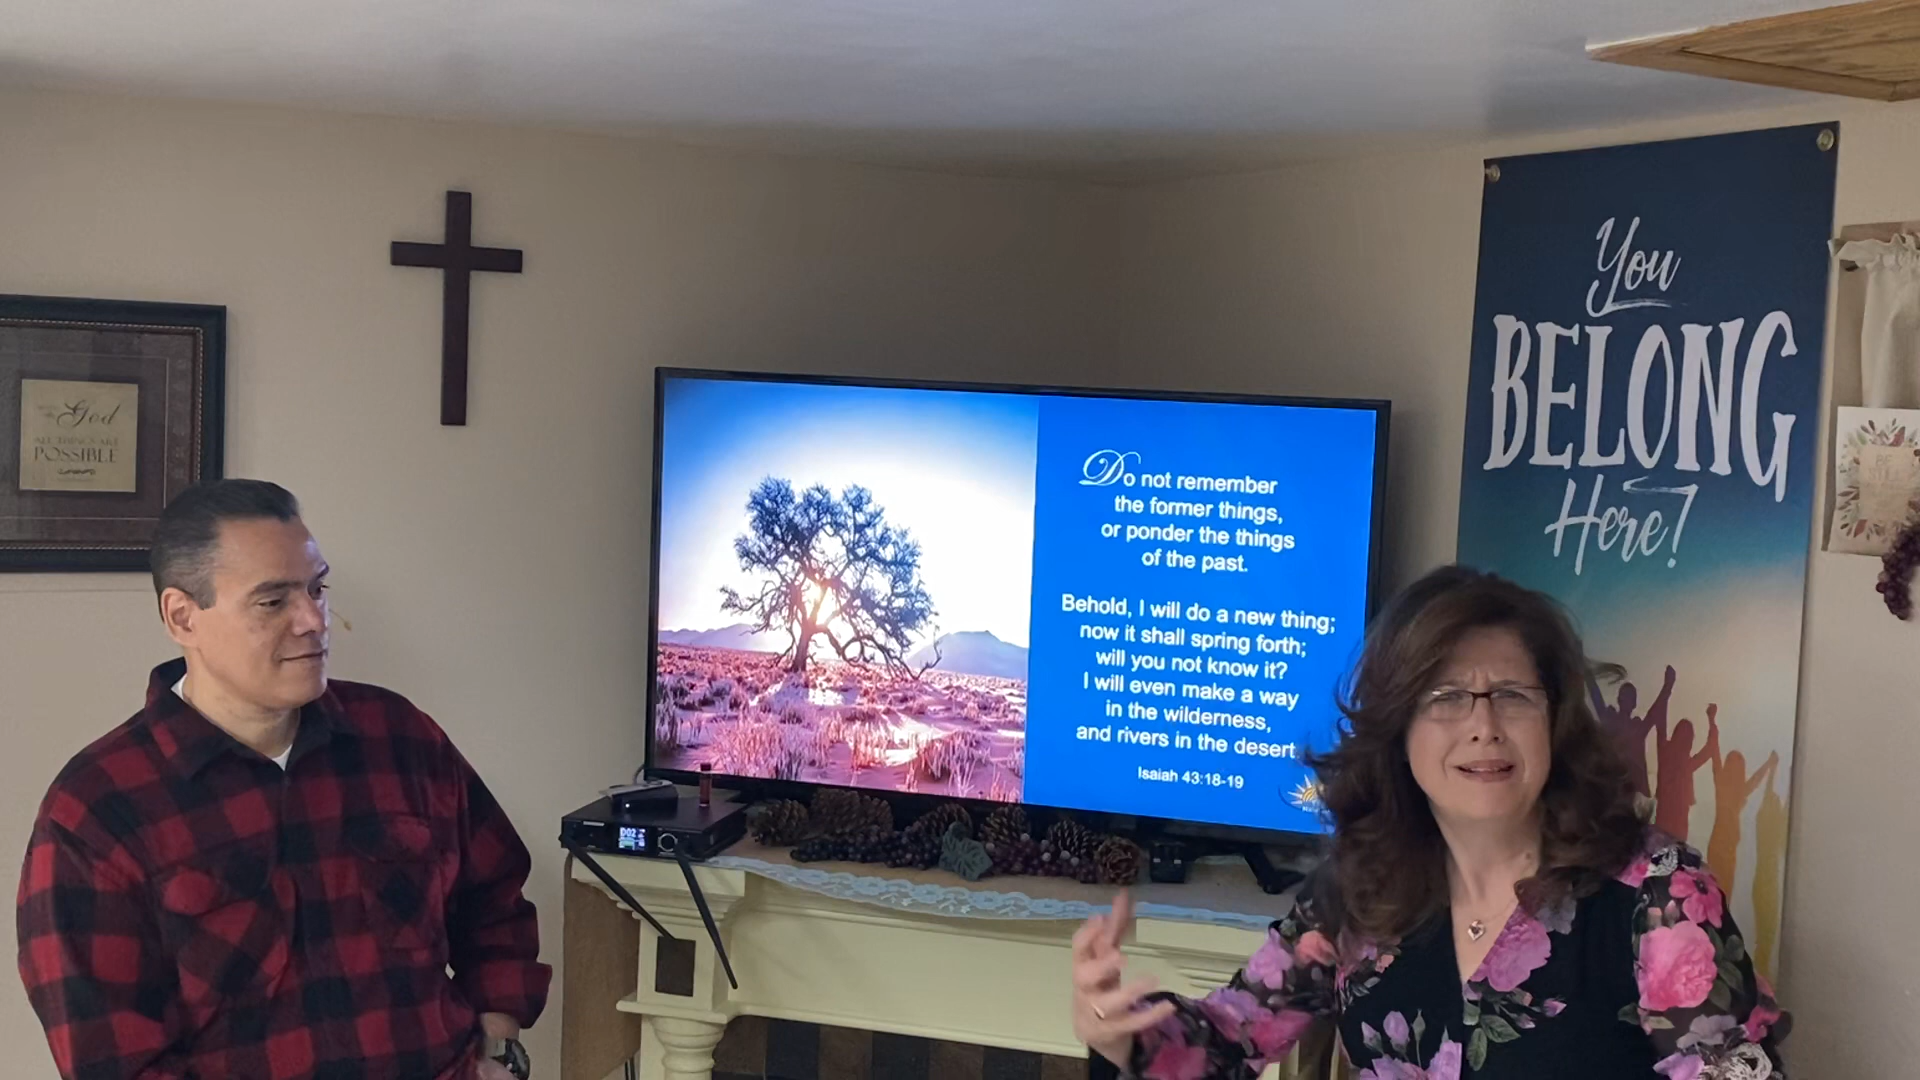 God
ALL THINGS ARE
POSSIBLE
Do not remember
the former things,
or ponder the things
of the past.
Behold, I will do a new thing;
now it shall spring forth;
will you not know it?
I will even make a way
in the wilderness,
and rivers in the desert
Isaiah 43:18-19
You
BELONG
Here!
BE